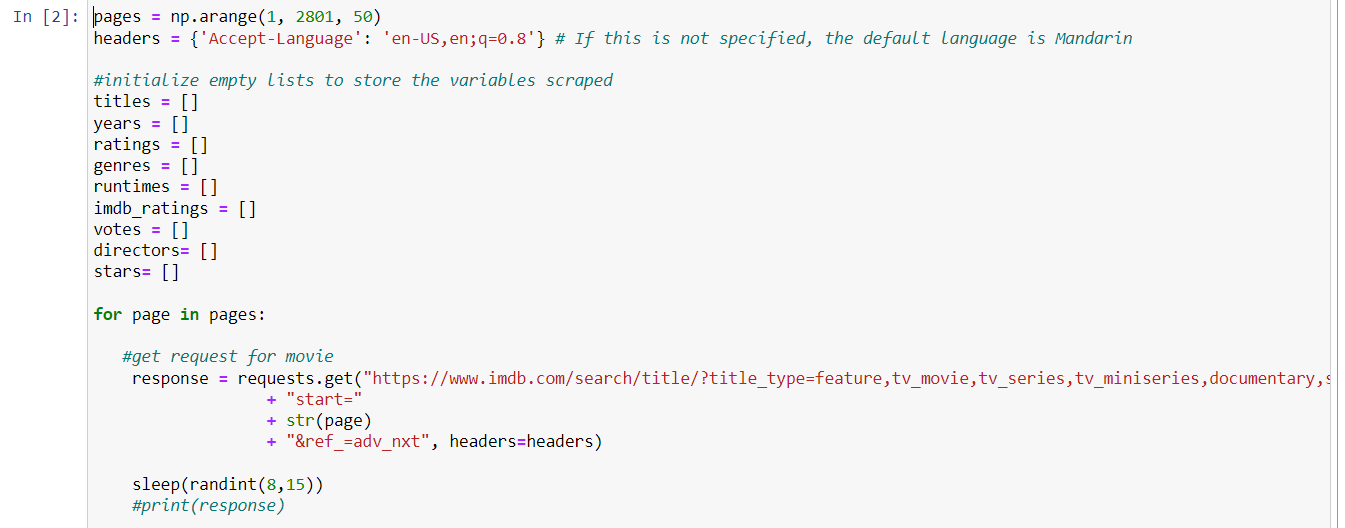 In [2]: pages = np.arange(1, 2801, 50)
headers = {'Accept-Language': 'en-US,en;q=0.8'} # If this is not specified, the default language is Mandarin
#initialize empty lists to store the variables scraped
titles = []
years = []
ratings = []
genres = []
runtimes = []
imdb_ratings = []
votes = []
directors= []
stars= []
for page in pages:
#get request for movie
response = requests.get("https://www.imdb.com/search/title/?title_type=feature,tv_movie,tv_series,tv_miniseries,documentary,
+ "start="
+ str(page)
+ "&ref_=adv_nxt", headers=headers)
sleep(randint(8,15))
#print(response)